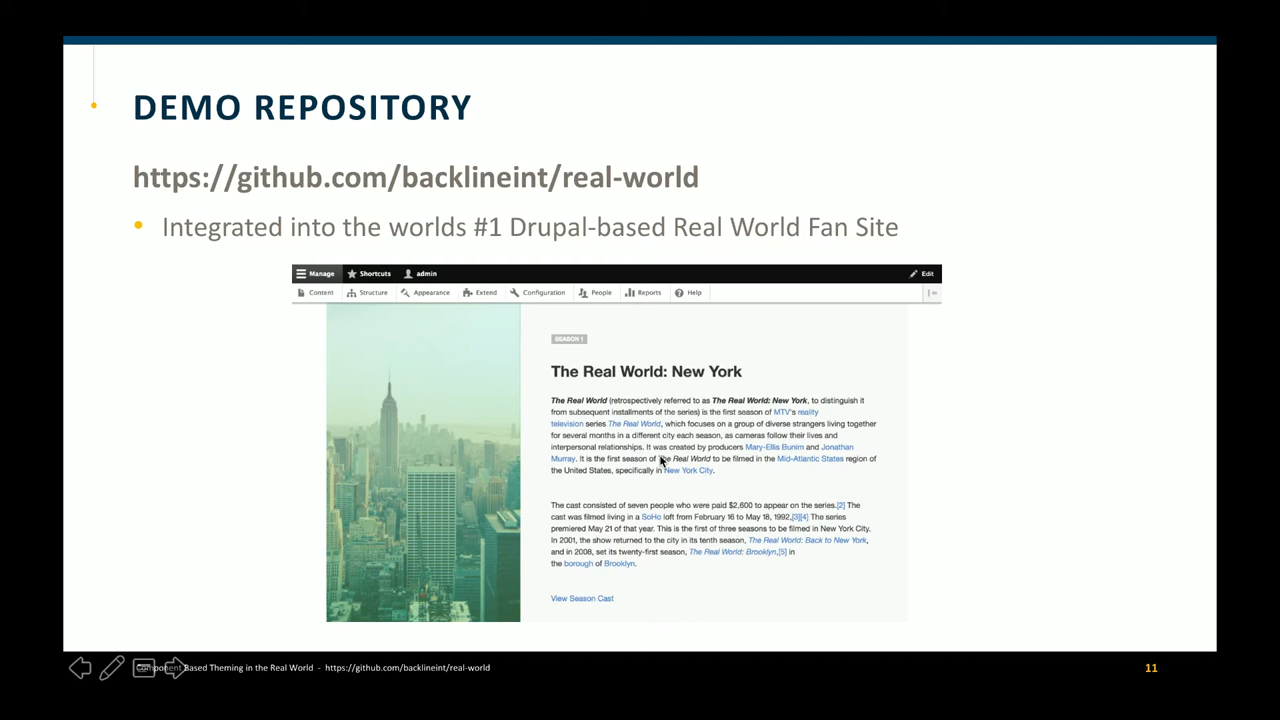 DEMO REPOSITORY
https://github.com/backlineint/real-world
• Integrated into the worlds #1 Drupal-based Real World Fan Site
Manage Shortcuts admin Edit
Content Structure Appearance Extend Configuration People Reports Help
SEASON 1
The Real World: New York
The Real World (retrospectively referred to as The Real World: New York, to distinguish it
from subsequent installments of the series) is the first season of MTV's reality
television series The Real World, which focuses on a group of diverse strangers living together
for several months in a different city each season, as cameras follow their lives and
interpersonal relationships. It was created by producers Mary-Ellis Bunim and Jonathan
Murray. It is the first season of The Real World to be filmed in the Mid-Atlantic States region of
the United States, specifically in New York City.
The cast consisted of seven people who were paid $2,600 to appear on the series.[2] The
cast was filmed living in a SoHo loft from February 16 to May 18, 1992,[3][4] The series
premiered May 21 of that year. This is the first of three seasons to be filmed in New York City.
In 2001, the show returned to the city in its tenth season, The Real World: Back to New York,
and in 2008, set its twenty-first season, The Real World: Brooklyn,[5] in
the borough of Brooklyn.
View Season Cast
Component Based Theming in the Real World - https://github.com/backlineint/real-world
11